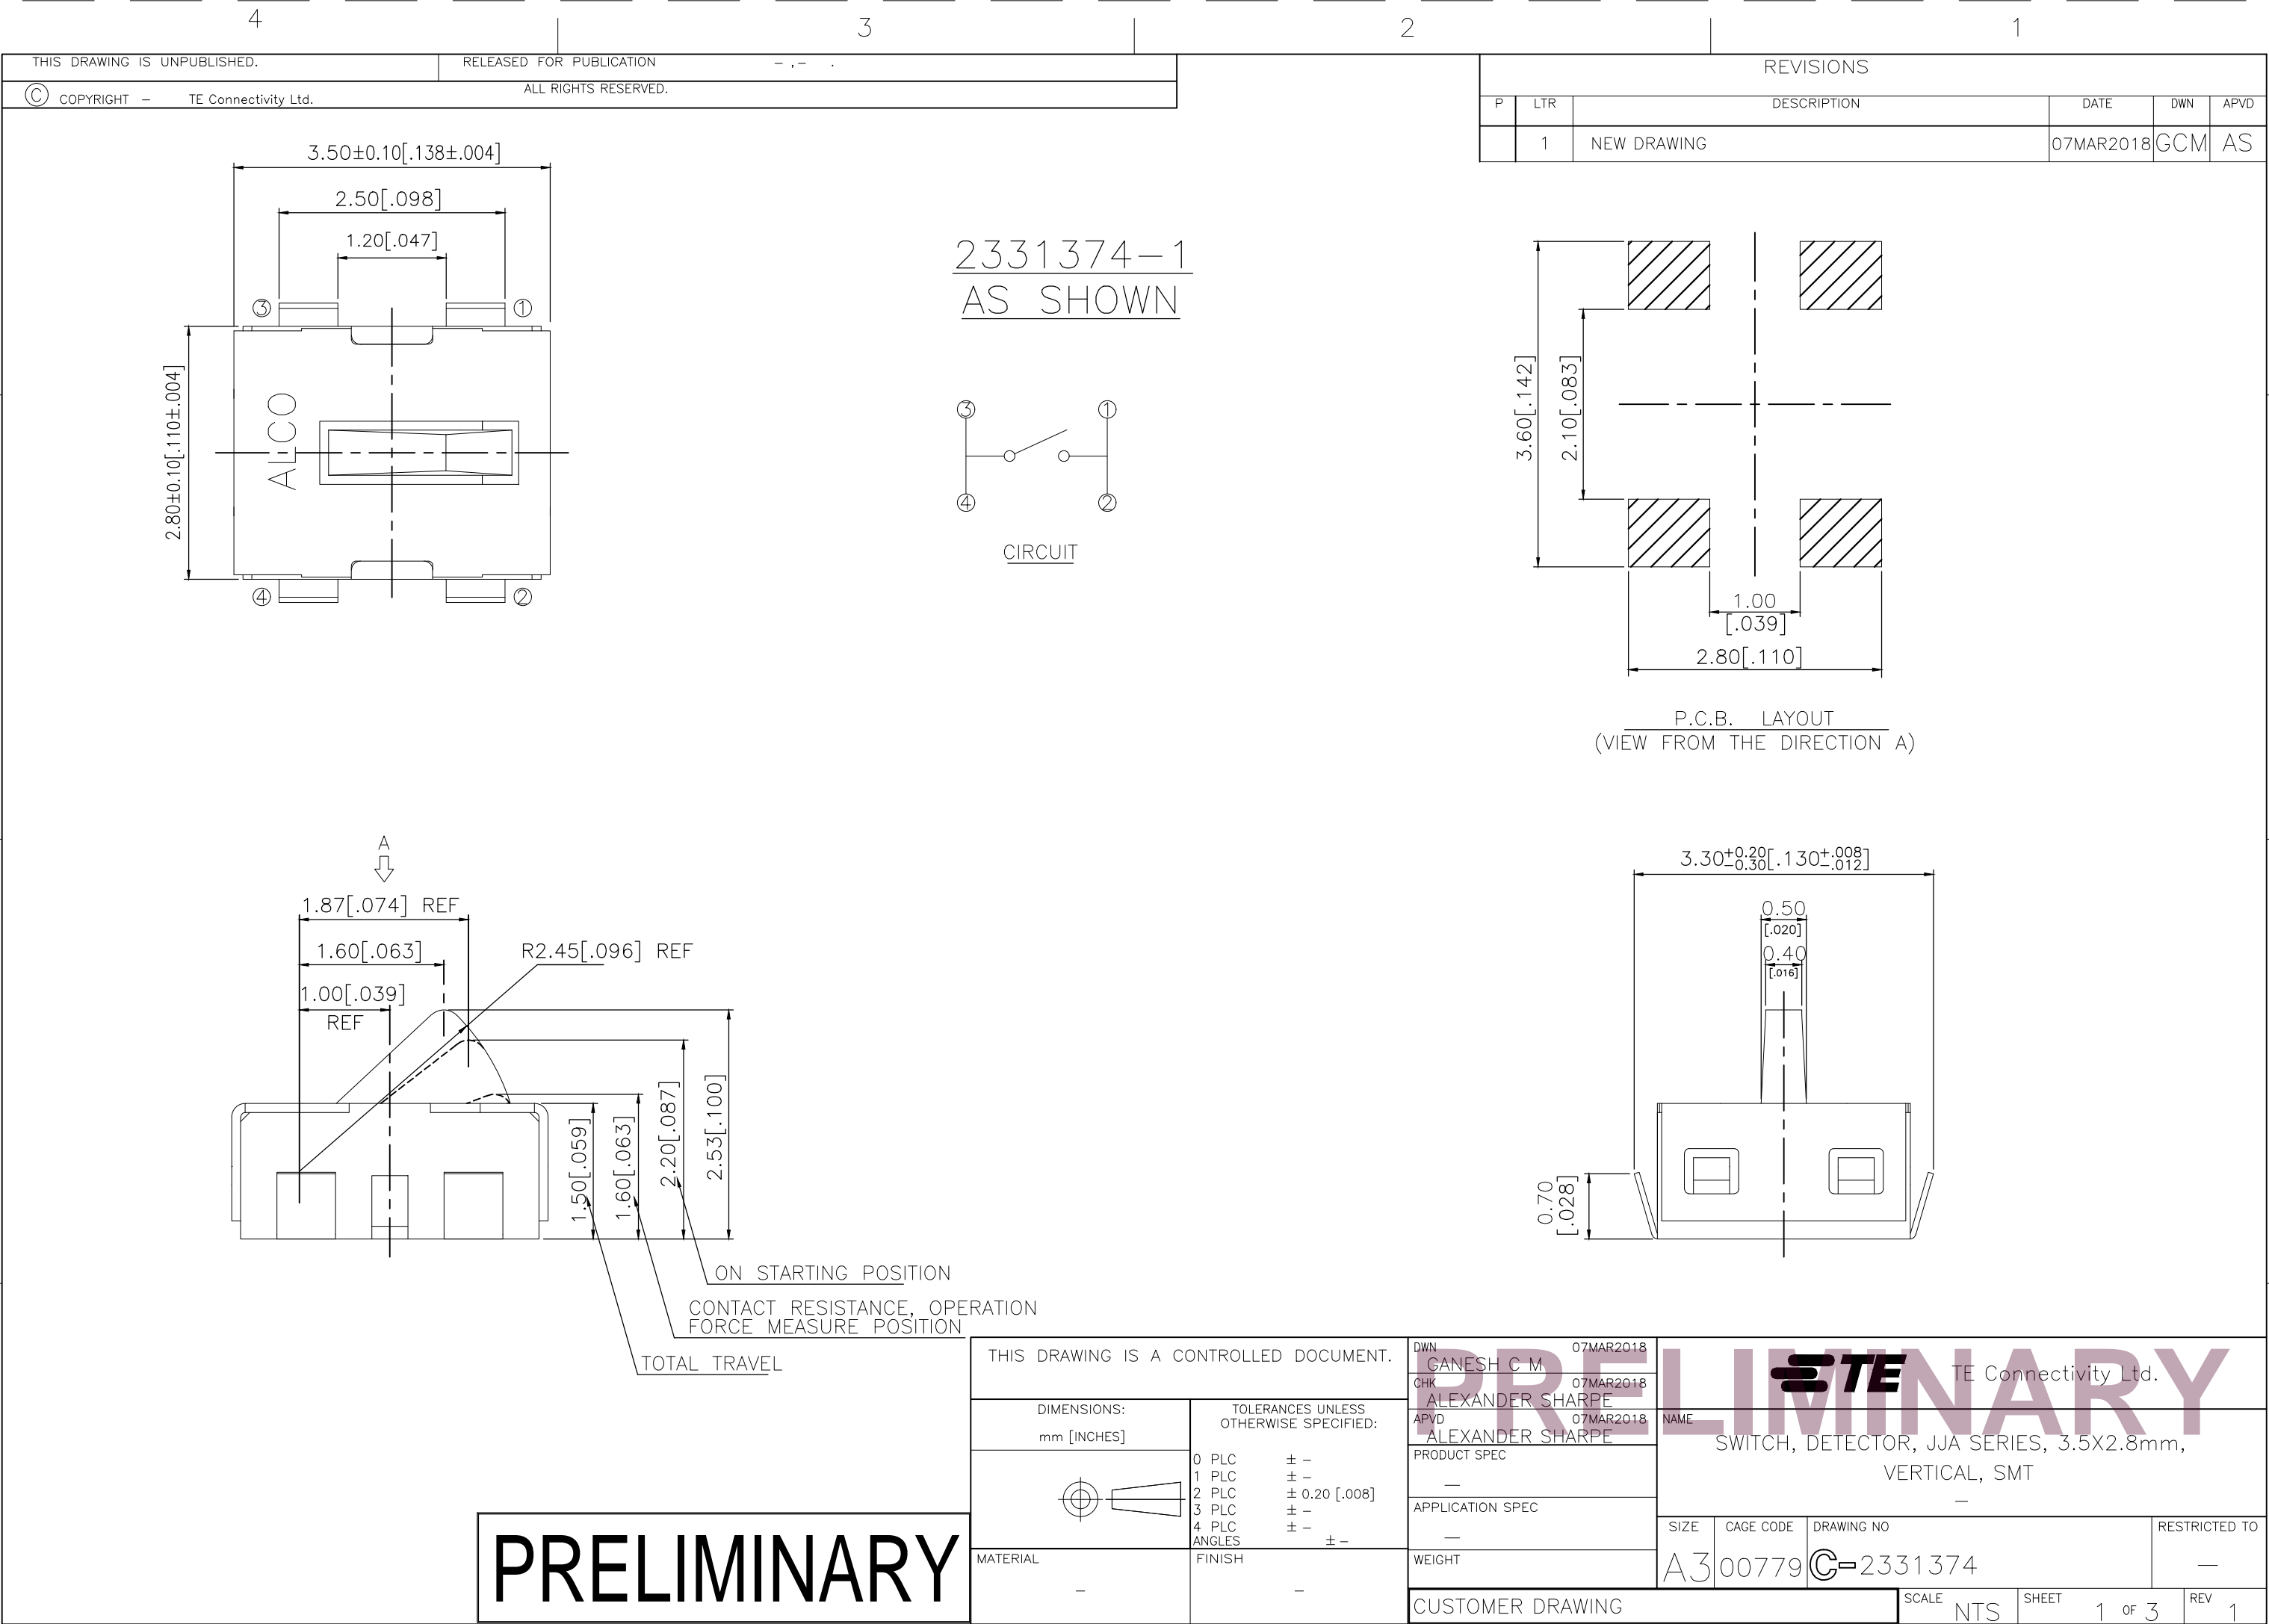 4 3 2 1
THIS DRAWING IS UNPUBLISHED. RELEASED FOR PUBLICATION – ,– .
© COPYRIGHT – TE Connectivity Ltd. ALL RIGHTS RESERVED.
REVISIONS
P LTR DESCRIPTION DATE DWN APVD
1 NEW DRAWING 07MAR2018 GCM AS
3.50±0.10[.138±.004]
2.50[.098]
1.20[.047]
③ ①
2.80±0.10[.110±.004]
ALCO
④ ②
2331374–1
AS SHOWN
③ ①
④ ②
CIRCUIT
3.60[.142]
2.10[.083]
1.00
[.039]
2.80[.110]
P.C.B. LAYOUT
(VIEW FROM THE DIRECTION A)
A
1.87[.074] REF
1.60[.063]
R2.45[.096] REF
1.00[.039]
REF
1.50[.059]
1.60[.063]
2.20[.087]
2.53[.100]
ON STARTING POSITION
CONTACT RESISTANCE, OPERATION
FORCE MEASURE POSITION
TOTAL TRAVEL
3.30+0.20–0.30[.130+.008–.012]
0.50
[.020]
0.40
[.016]
0.70
[.028]
PRELIMINARY
THIS DRAWING IS A CONTROLLED DOCUMENT.
DIMENSIONS:
mm [INCHES]
TOLERANCES UNLESS
OTHERWISE SPECIFIED:
0 PLC ± –
1 PLC ± –
2 PLC ± 0.20 [.008]
3 PLC ± –
4 PLC ± –
ANGLES ± –
MATERIAL
–
FINISH
–
DWN 07MAR2018
GANESH C M
CHK 07MAR2018
ALEXANDER SHARPE
APVD 07MAR2018
ALEXANDER SHARPE
PRODUCT SPEC
–
APPLICATION SPEC
–
WEIGHT
CUSTOMER DRAWING
PRELIMINARY
TE TE Connectivity Ltd.
NAME
SWITCH, DETECTOR, JJA SERIES, 3.5X2.8mm,
VERTICAL, SMT
–
SIZE CAGE CODE DRAWING NO RESTRICTED TO
A3 00779 C–2331374 –
SCALE NTS SHEET 1 OF 3 REV 1